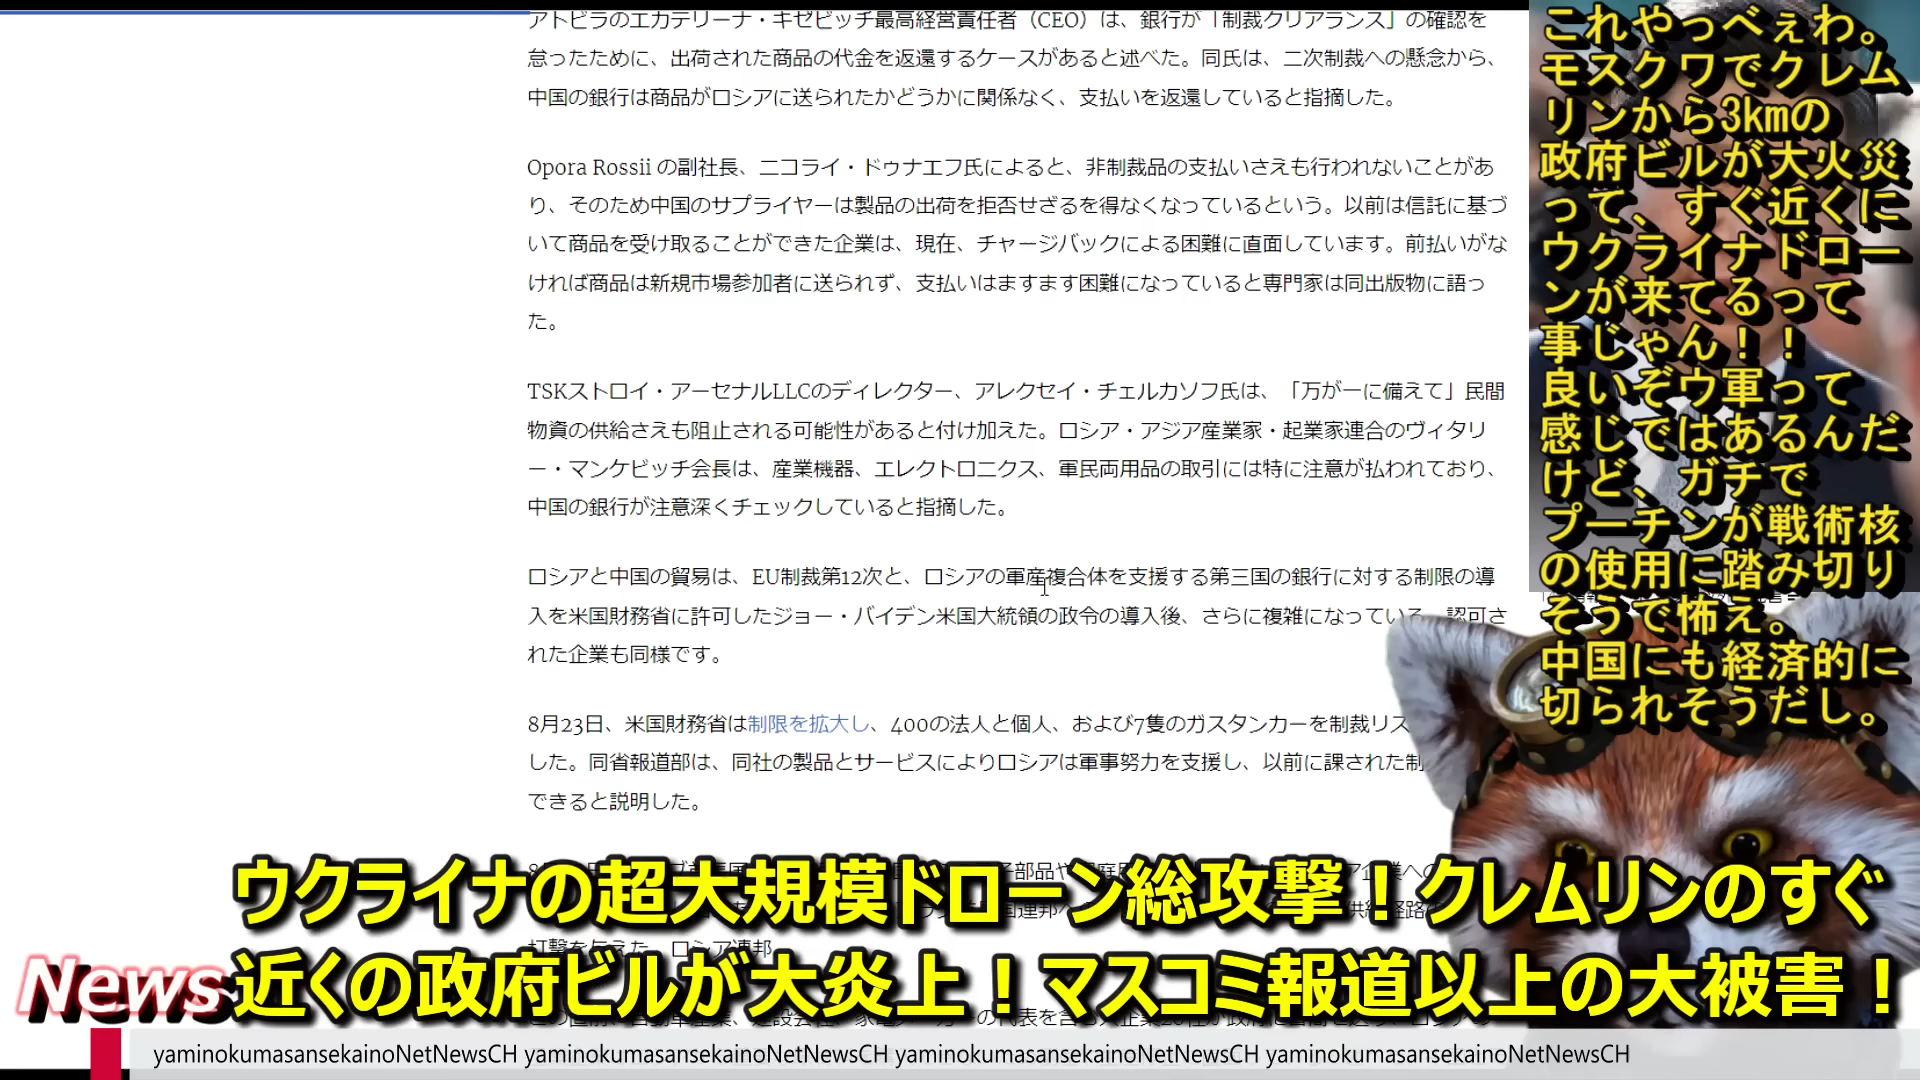 アトビラのエカテリーナ・キゼビッチ最高経営責任者（CEO）は、銀行が「制裁クリアランス」の確認を
怠ったために、出荷された商品の代金を返還するケースがあると述べた。同氏は、二次制裁への懸念から、
中国の銀行は商品がロシアに送られたかどうかに関係なく、支払いを返還していると指摘した。
Opora Rossii の副社長、ニコライ・ドゥナエフ氏によると、非制裁品の支払いさえも行われないことがあ
り、そのため中国のサプライヤーは製品の出荷を拒否せざるを得なくなっているという。以前は信託に基づ
いて商品を受け取ることができた企業は、現在、チャージバックによる困難に直面しています。前払いがな
ければ商品は新規市場参加者に送られず、支払いはますます困難になっていると専門家は同出版物に語っ
た。
TSKストロイ・アーセナルLLCのディレクター、アレクセイ・チェルカソフ氏は、「万が一に備えて」民間
物資の供給さえも阻止される可能性があると付け加えた。ロシア・アジア産業家・起業家連合のヴィタリ
ー・マンケビッチ会長は、産業機器、エレクトロニクス、軍民両用品の取引には特に注意が払われており、
中国の銀行が注意深くチェックしていると指摘した。
ロシアと中国の貿易は、EU制裁第12次と、ロシアの軍産複合体を支援する第三国の銀行に対する制限の導
入を米国財務省に許可したジョー・バイデン米国大統領の政令の導入後、さらに複雑になっている 認可さ
れた企業も同様です。
8月23日、米国財務省は制限を拡大し、400の法人と個人、および7隻のガスタンカーを制裁リス
した。同省報道部は、同社の製品とサービスによりロシアは軍事努力を支援し、以前に課された制
できると説明した。
打撃を与えた ロシア連邦
これやっべぇわ。
モスクワでクレム
リンから3kmの
政府ビルが大火災
って、すぐ近くに
ウクライナドロー
ンが来てるって
事じゃん！！
良いぞウ軍って
感じではあるんだ
けど、ガチで
プーチンが戦術核
の使用に踏み切り
そうで怖え。
中国にも経済的に
切られそうだし。
ウクライナの超大規模ドローン総攻撃！クレムリンのすぐ
近くの政府ビルが大炎上！マスコミ報道以上の大被害！
News
yaminokumasansekainoNetNewsCH yaminokumasansekainoNetNewsCH yaminokumasansekainoNetNewsCH yaminokumasansekainoNetNewsCH